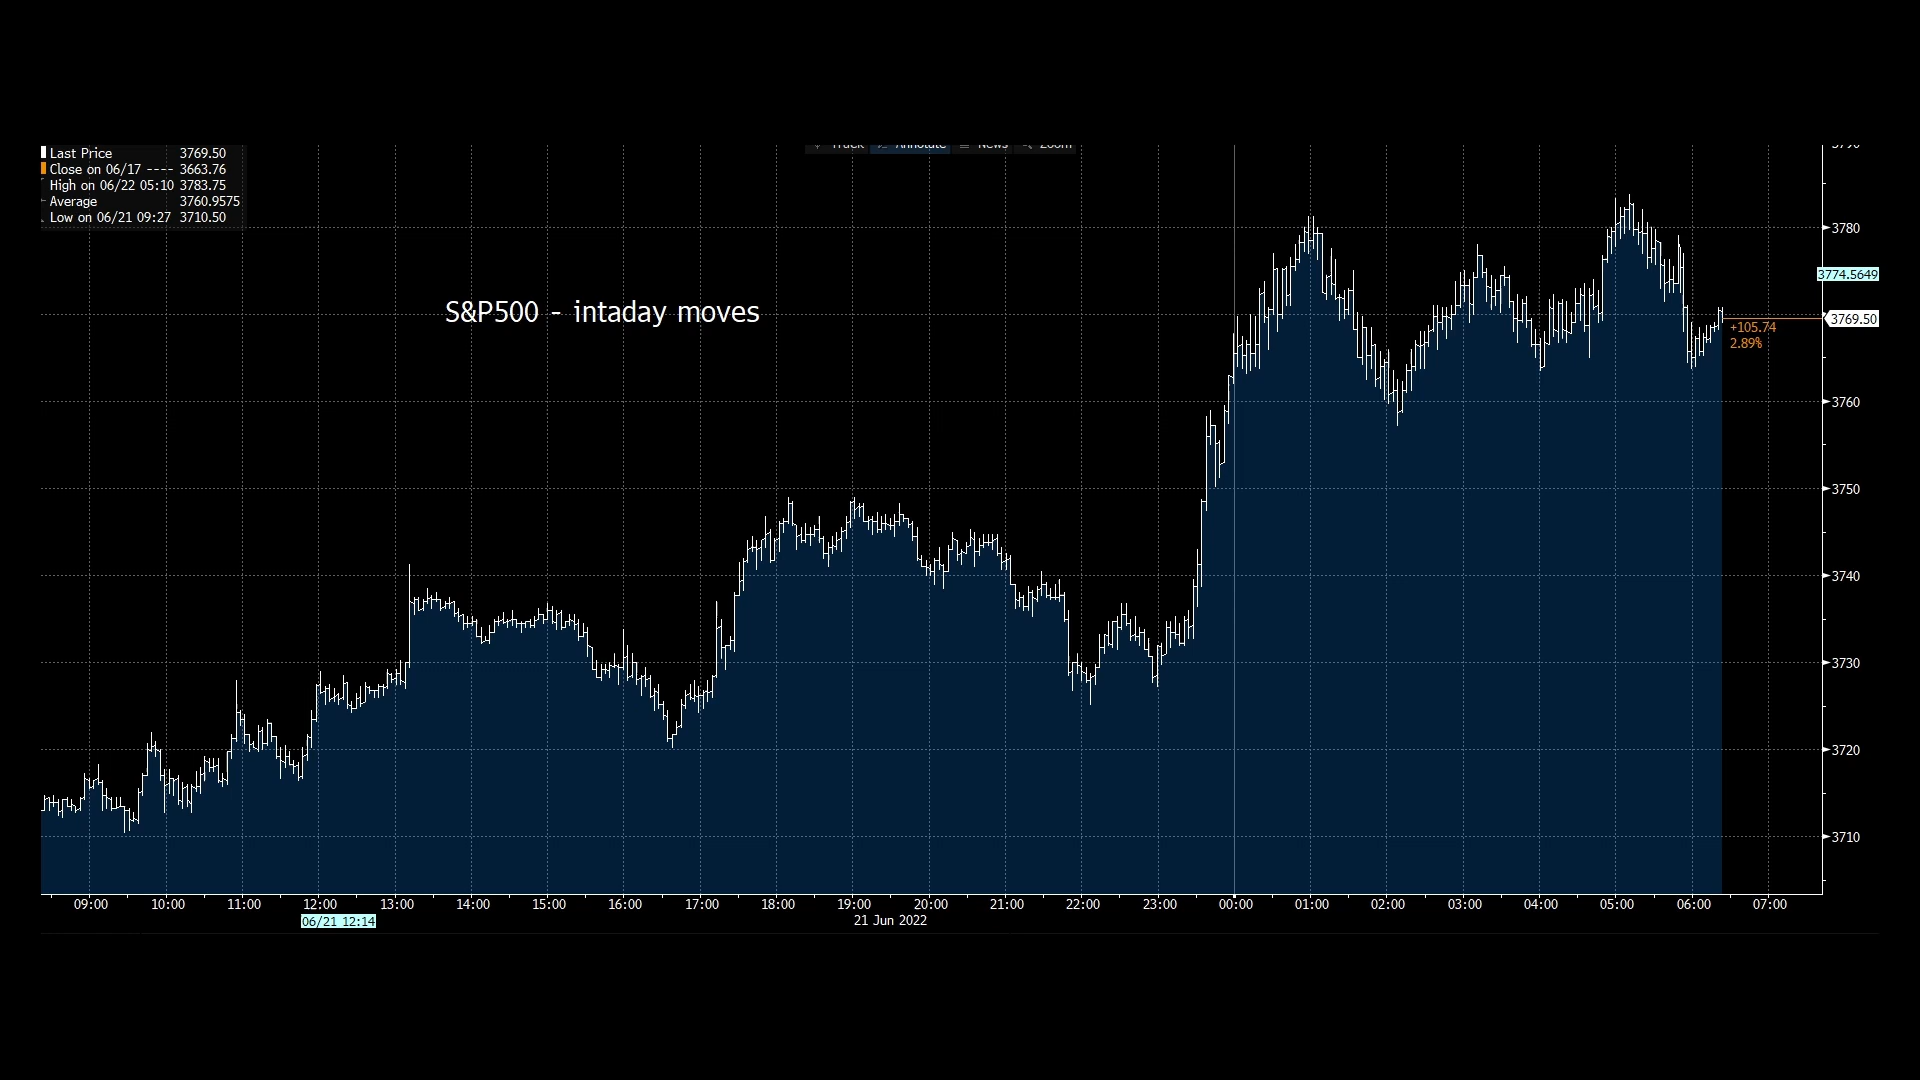 Track Annotate News Zoom
Last Price 3769.50
Close on 06/17 ---- 3663.76
High on 06/22 05:10 3783.75
Average 3760.9575
Low on 06/21 09:27 3710.50
S&P500 - intaday moves
3790
3780
3774.5649
3769.50
+105.74
2.89%
3760
3750
3740
3730
3720
3710
09:00 10:00 11:00 12:00 13:00 14:00 15:00 16:00 17:00 18:00 19:00 20:00 21:00 22:00 23:00 00:00 01:00 02:00 03:00 04:00 05:00 06:00 07:00
06/21 12:14
21 Jun 2022